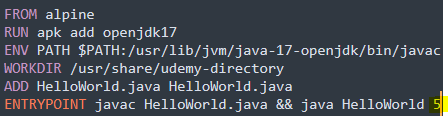 FROM alpine
RUN apk add openjdk17
ENV PATH $PATH:/usr/lib/jvm/java-17-openjdk/bin/javac
WORKDIR /usr/share/udemy-directory
ADD HelloWorld.java HelloWorld.java
ENTRYPOINT javac HelloWorld.java && java HelloWorld 5